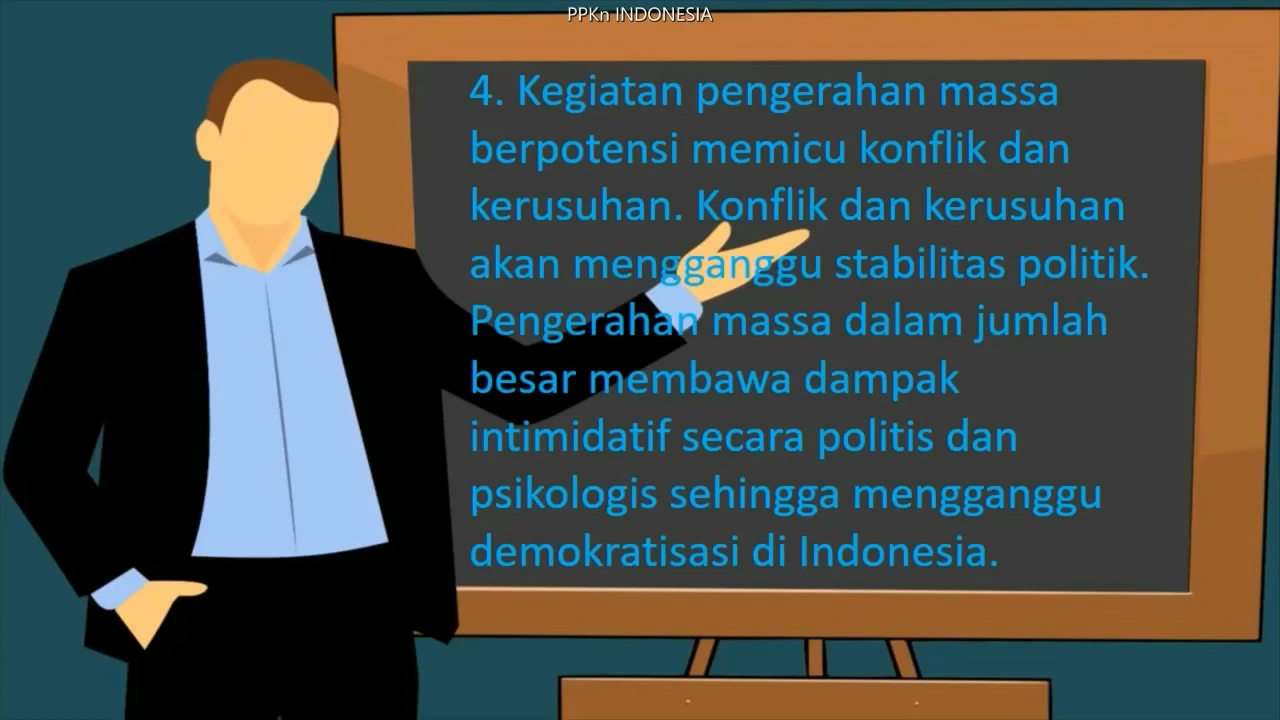 PPKn INDONESIA
4. Kegiatan pengerahan massa
berpotensi memicu konflik dan
kerusuhan. Konflik dan kerusuhan
akan mengganggu stabilitas politik.
Pengerahan massa dalam jumlah
besar membawa dampak
intimidatif secara politis dan
psikologis sehingga mengganggu
demokratisasi di Indonesia.